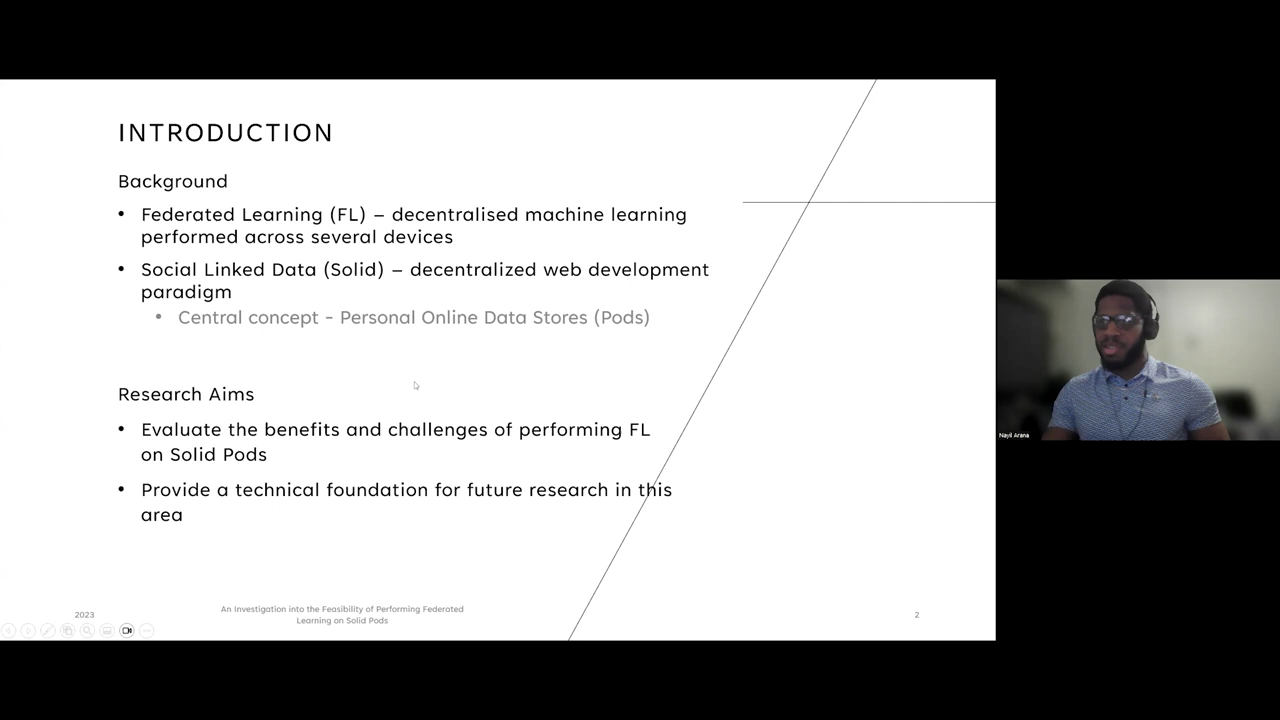 INTRODUCTION
Background
• Federated Learning (FL) – decentralised machine learning
performed across several devices
• Social Linked Data (Solid) – decentralized web development
paradigm
• Central concept - Personal Online Data Stores (Pods)
Research Aims
• Evaluate the benefits and challenges of performing FL
on Solid Pods
• Provide a technical foundation for future research in this
area
2023
An Investigation into the Feasibility of Performing Federated
Learning on Solid Pods
2
Nayil Arana